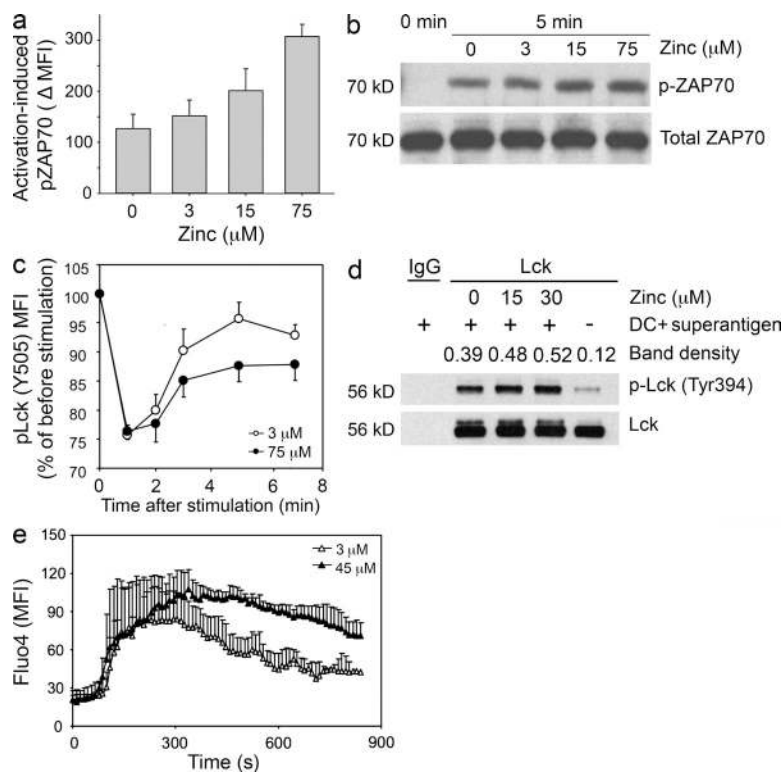 a
Activation-induced
pZAP70 (Δ MFI)
300
250
200
150
100
50
0
0 3 15 75
Zinc (μM)
b
0 min 5 min
0 3 15 75 Zinc (μM)
70 kD p-ZAP70
70 kD Total ZAP70
c
pLck (Y505) MFI
(% of before stimulation)
105
100
95
90
85
80
75
70
0 2 4 6 8
Time after stimulation (min)
3 μM
75 μM
d
IgG Lck
0 15 30 Zinc (μM)
+ + + + - DC+ superantigen
0.39 0.48 0.52 0.12 Band density
56 kD p-Lck (Tyr394)
56 kD Lck
e
Fluo4 (MFI)
150
120
90
60
30
0
0 300 600 900
Time (s)
3 μM
45 μM